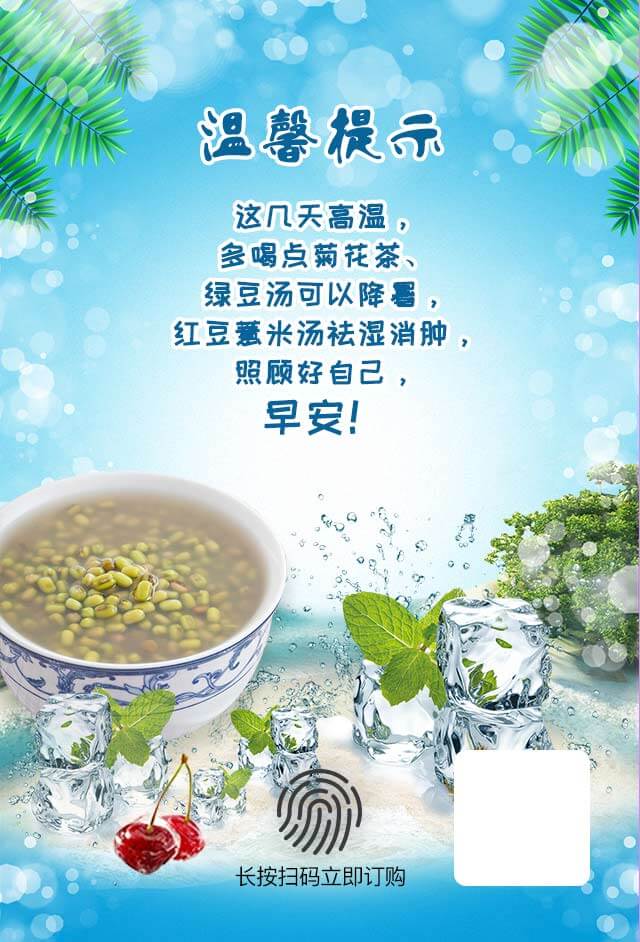 温馨提示
这几天高温，
多喝点菊花茶、
绿豆汤可以降暑，
红豆薏米汤祛湿消肿，
照顾好自己，
早安！
长按扫码立即订购